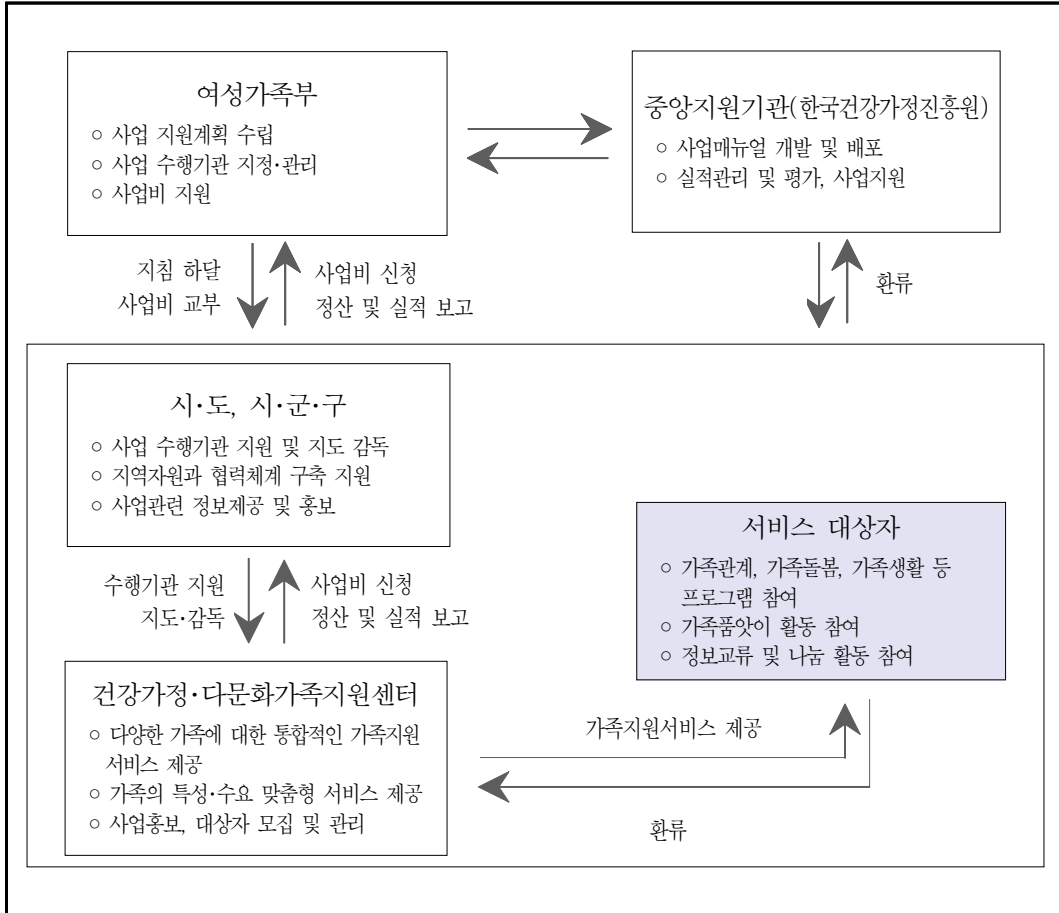 여성가족부
○ 사업 지원계획 수립
○ 사업 수행기관 지정·관리
○ 사업비 지원
중앙지원기관(한국건강가정진흥원)
○ 사업매뉴얼 개발 및 배포
○ 실적관리 및 평가, 사업지원
지침 하달
사업비 교부
사업비 신청
정산 및 실적 보고
환류
시·도, 시·군·구
○ 사업 수행기관 지원 및 지도 감독
○ 지역자원과 협력체계 구축 지원
○ 사업관련 정보제공 및 홍보
수행기관 지원
지도·감독
사업비 신청
정산 및 실적 보고
서비스 대상자
○ 가족관계, 가족돌봄, 가족생활 등
프로그램 참여
○ 가족품앗이 활동 참여
○ 정보교류 및 나눔 활동 참여
건강가정·다문화가족지원센터
○ 다양한 가족에 대한 통합적인 가족지원
서비스 제공
○ 가족의 특성·수요 맞춤형 서비스 제공
○ 사업홍보, 대상자 모집 및 관리
가족지원서비스 제공
환류